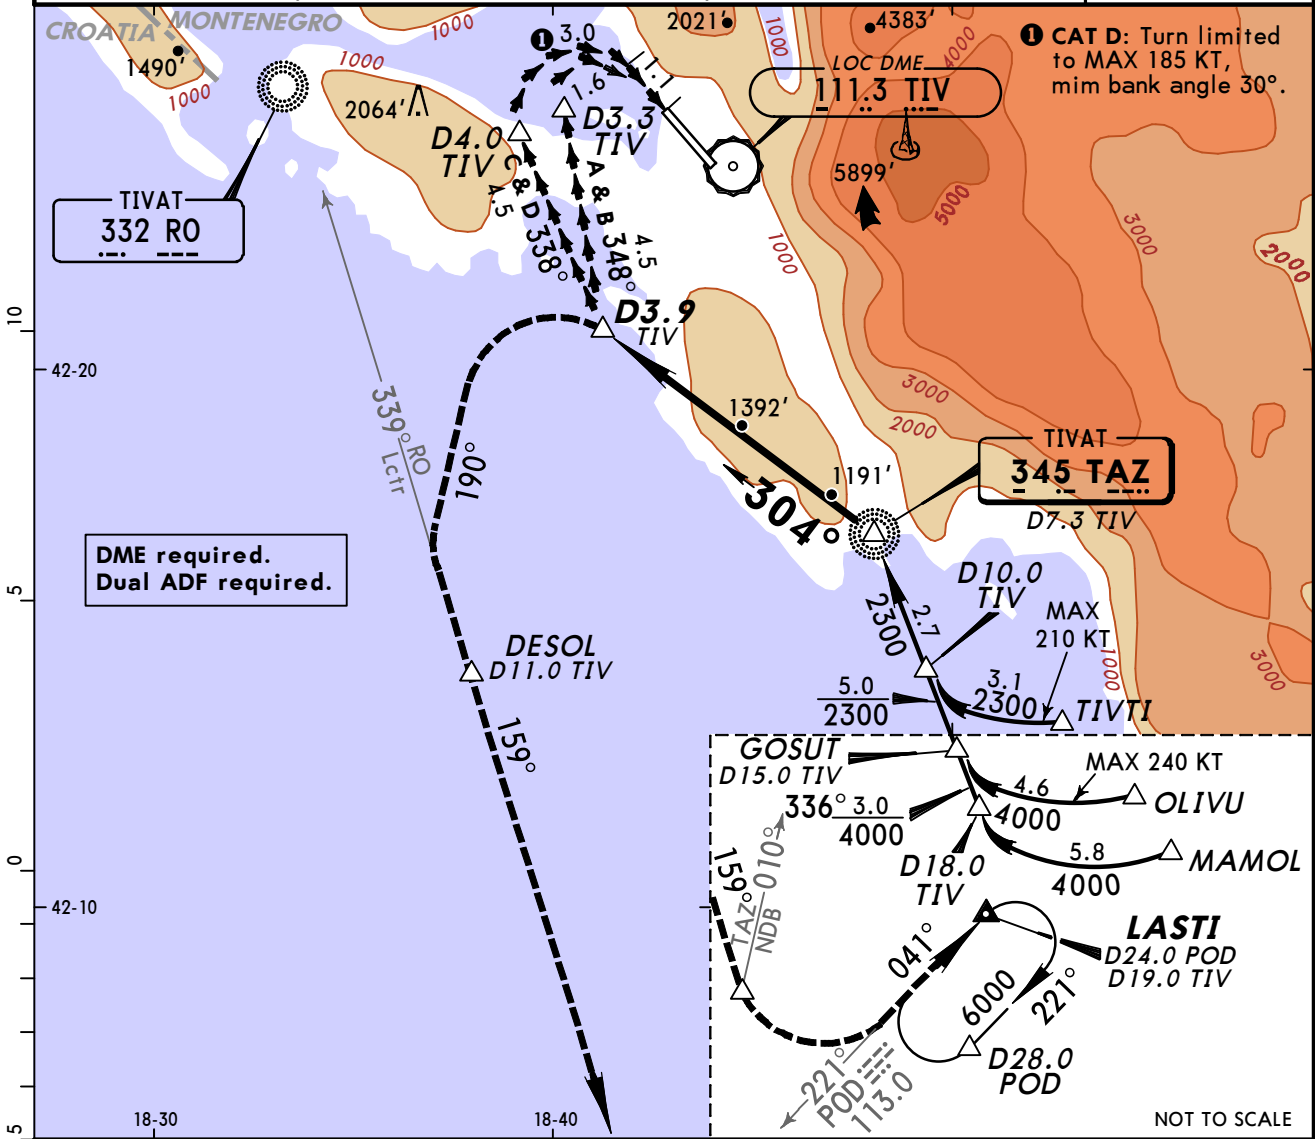 CROATIA
MONTENEGRO
1490'
1000
1000
1000
2064'
1
3.0
1.6
1.1
2021'
1000
4383'
4000
1 CAT D: Turn limited
to MAX 185 KT,
mim bank angle 30°.
LOC DME
111.3 TIV
D4.0
TIV
D3.3
TIV
5899'
5000
3000
2000
TIVAT
332 RO
C & D 338°
4.5
A & B 348°
4.5
1000
D3.9
TIV
10
42-20
339° RO
Lctr
190°
1392'
1191'
304°
3000
2000
TIVAT
345 TAZ
D7.3 TIV
DME required.
Dual ADF required.
5
D10.0
TIV
MAX
210 KT
2.7
2300
1000
3000
DESOL
D11.0 TIV
5.0
2300
3.1
2300
TIVTI
159°
GOSUT
D15.0 TIV
MAX 240 KT
4.6
4000
OLIVU
336°
3.0
4000
D18.0
TIV
5.8
4000
MAMOL
0
42-10
159°
TAZ 010°
NDB
041°
LASTI
D24.0 POD
D19.0 TIV
6000
221°
D28.0
POD
221°
POD
113.0
5
18-30
18-40
NOT TO SCALE